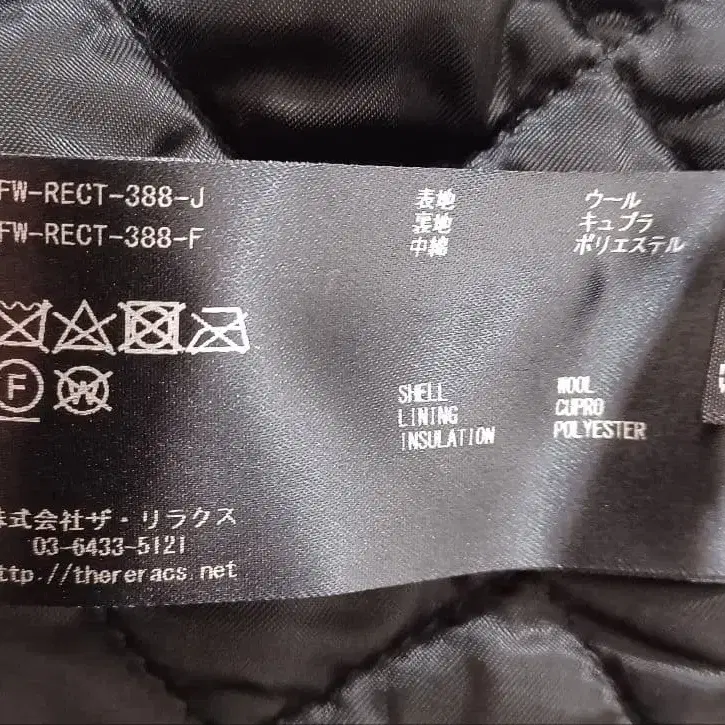 FW-RECT-388-J
FW-RECT-388-F
表地 ウール
裏地 キュプラ
中綿 ポリエステル
F
W
SHELL WOOL
LINING CUPRO
INSULATION POLYESTER
株式会社ザ・リラクス
03-6433-5121
ttp://thereracs.net